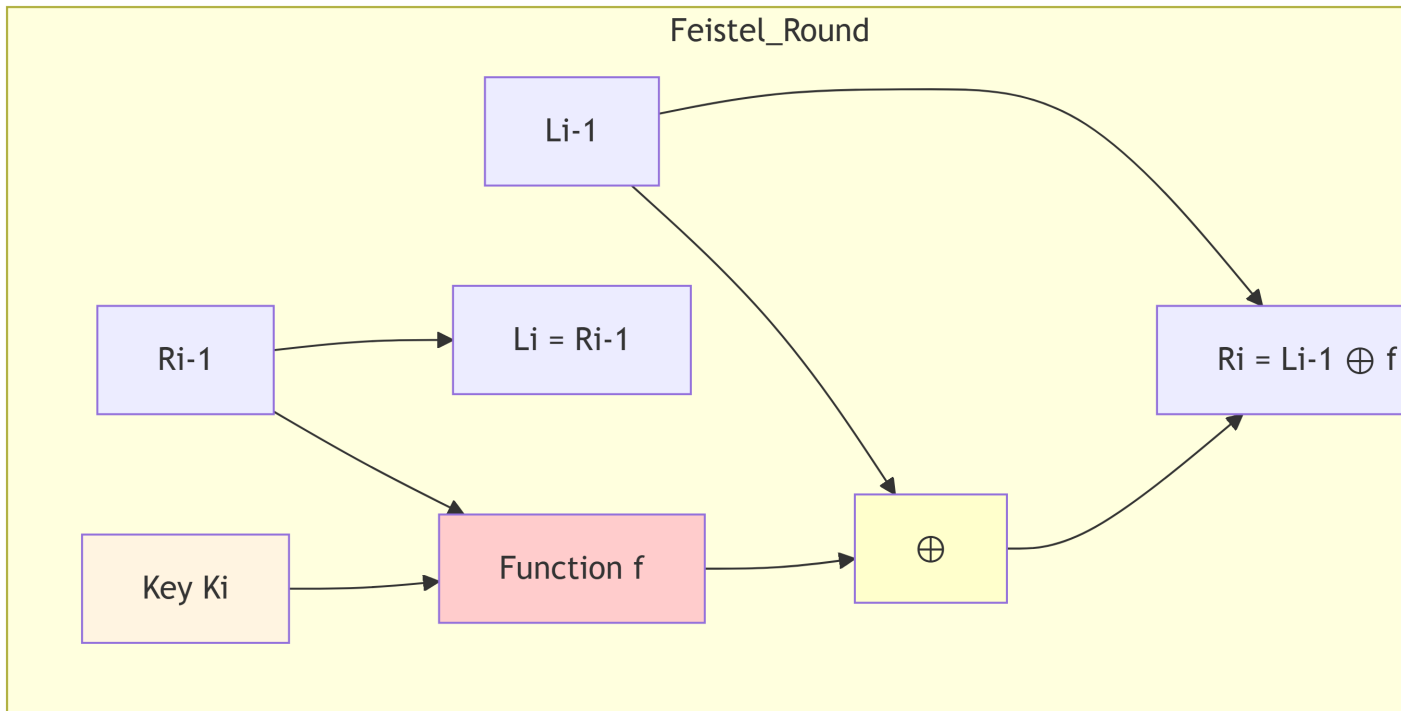 Feistel_Round
Li-1
Ri-1
Li = Ri-1
Ri = Li-1 ⊕ f
Key Ki
Function f
⊕